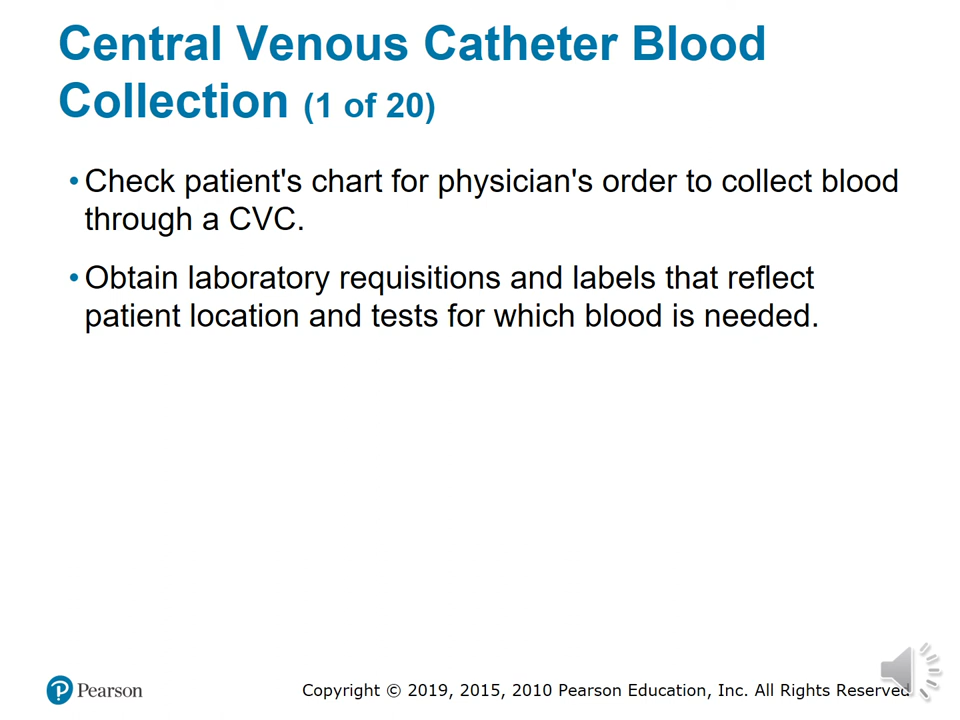 Central Venous Catheter Blood
Collection (1 of 20)
• Check patient's chart for physician's order to collect blood
through a CVC.
• Obtain laboratory requisitions and labels that reflect
patient location and tests for which blood is needed.
Pearson
Copyright © 2019, 2015, 2010 Pearson Education, Inc. All Rights Reserved